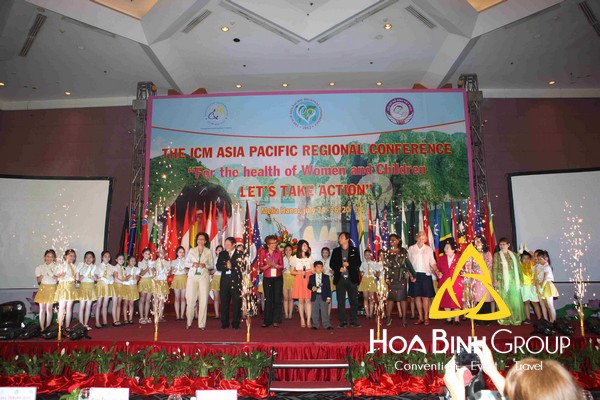 THE ICM ASIA PACIFIC REGIONAL CONFERENCE
"For the health of Women and Children
LET'S TAKE ACTION"
HOA BINH GROUP
Convention - Event - Travel